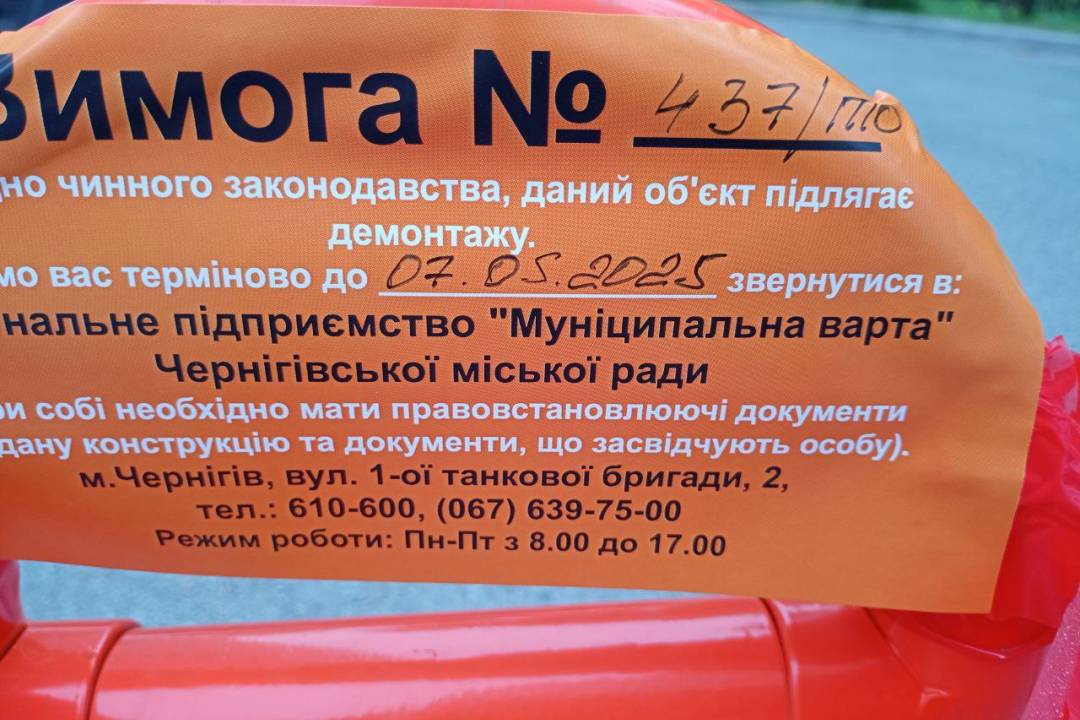 Вимога № 437/ППО
дно чинного законодавства, даний об'єкт підлягає
демонтажу.
мо вас терміново до 07.05.2025 звернутися в:
нальне підприємство "Муніципальна варта"
Чернігівської міської ради
ри собі необхідно мати правовстановлюючі документи
дану конструкцію та документи, що засвідчують особу).
м.Чернігів, вул. 1-ої танкової бригади, 2,
тел.: 610-600, (067) 639-75-00
Режим роботи: Пн-Пт з 8.00 до 17.00